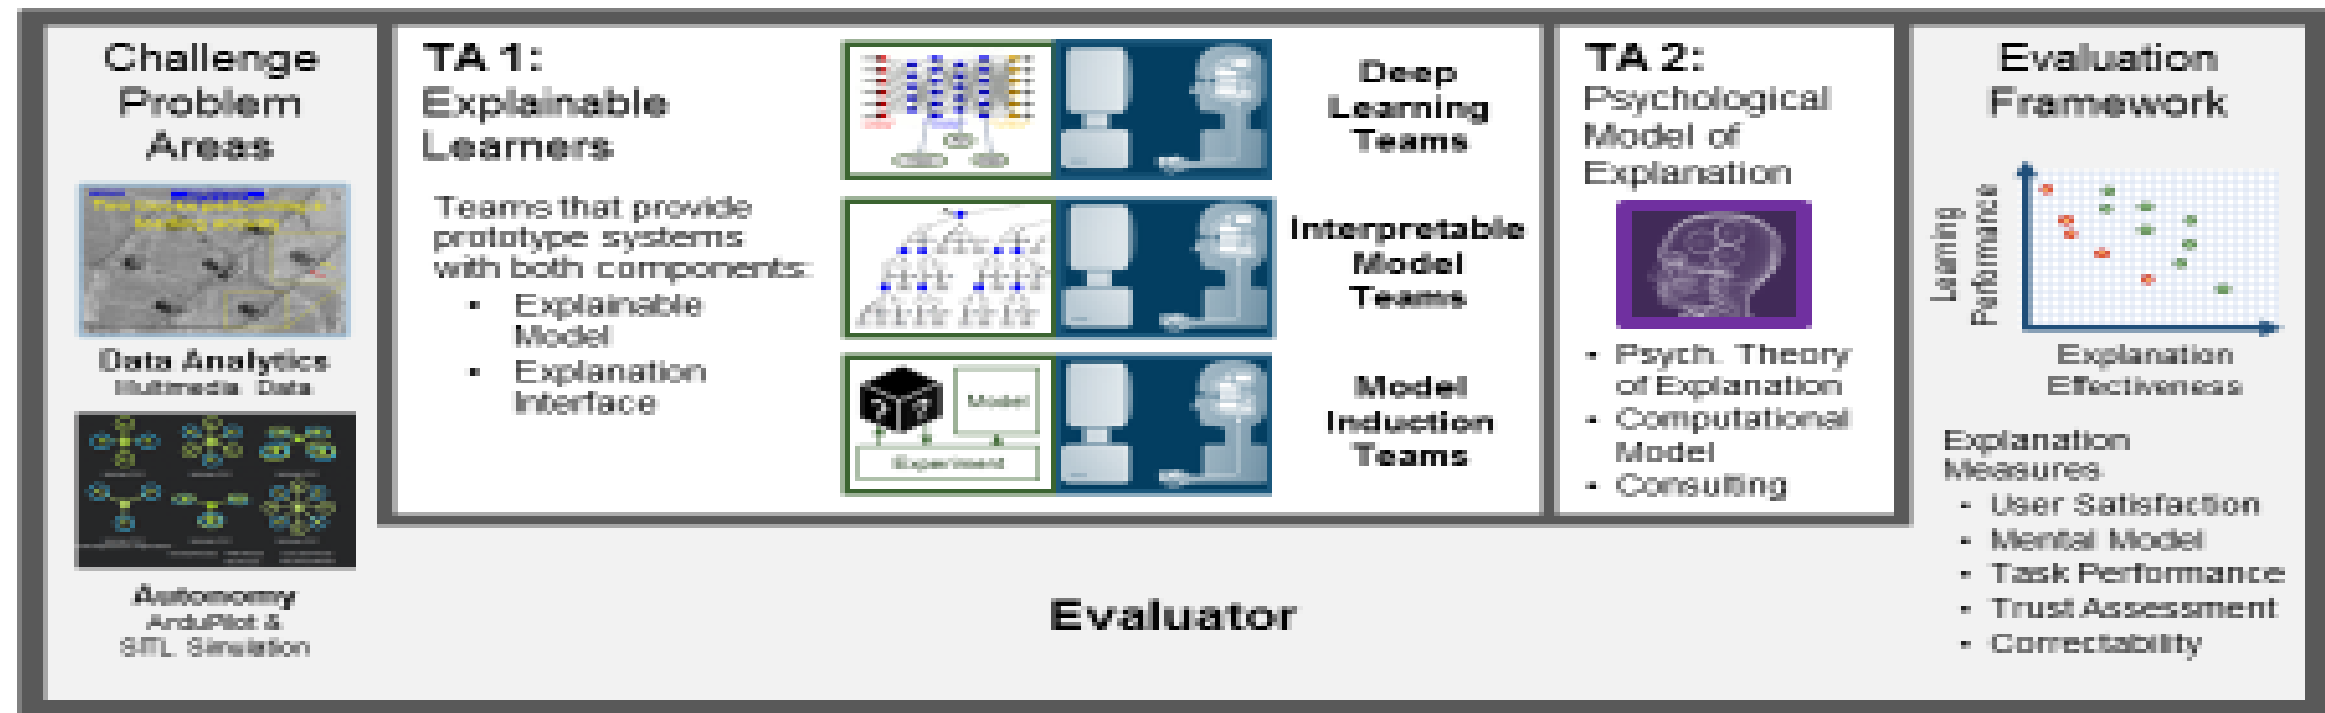 Challenge
Problem
Areas
Data Analytics
Multimedia Data
Autonomy
ArduPilot &
SITL Simulation
TA 1:
Explainable
Learners
Teams that provide
prototype systems
with both components:
• Explainable
Model
• Explanation
Interface
Deep
Learning
Teams
Interpretable
Model
Teams
Model
Experiment
Model
Induction
Teams
TA 2:
Psychological
Model of
Explanation
• Psych. Theory
of Explanation
• Computational
Model
• Consulting
Evaluation
Framework
Learning
Performance
Explanation
Effectiveness
Explanation
Measures
• User Satisfaction
• Mental Model
• Task Performance
• Trust Assessment
• Correctability
Evaluator